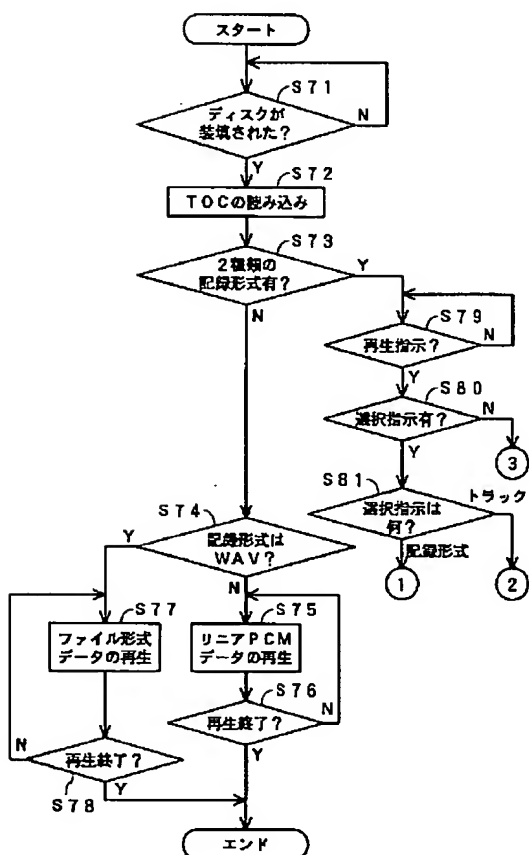 スタート
S71
ディスクが
装填された?
N
Y
S72
TOCの読み込み
S73
2種類の
記録形式有?
Y
N
S79
再生指示?
N
Y
S80
選択指示有?
N
Y
3
S81
選択指示は
何?
トラック
記録形式
1
2
S74
記録形式は
WAV?
Y
N
S77
ファイル形式
データの再生
S75
リニアPCM
データの再生
S76
再生終了?
N
Y
再生終了?
N
Y
S78
エンド